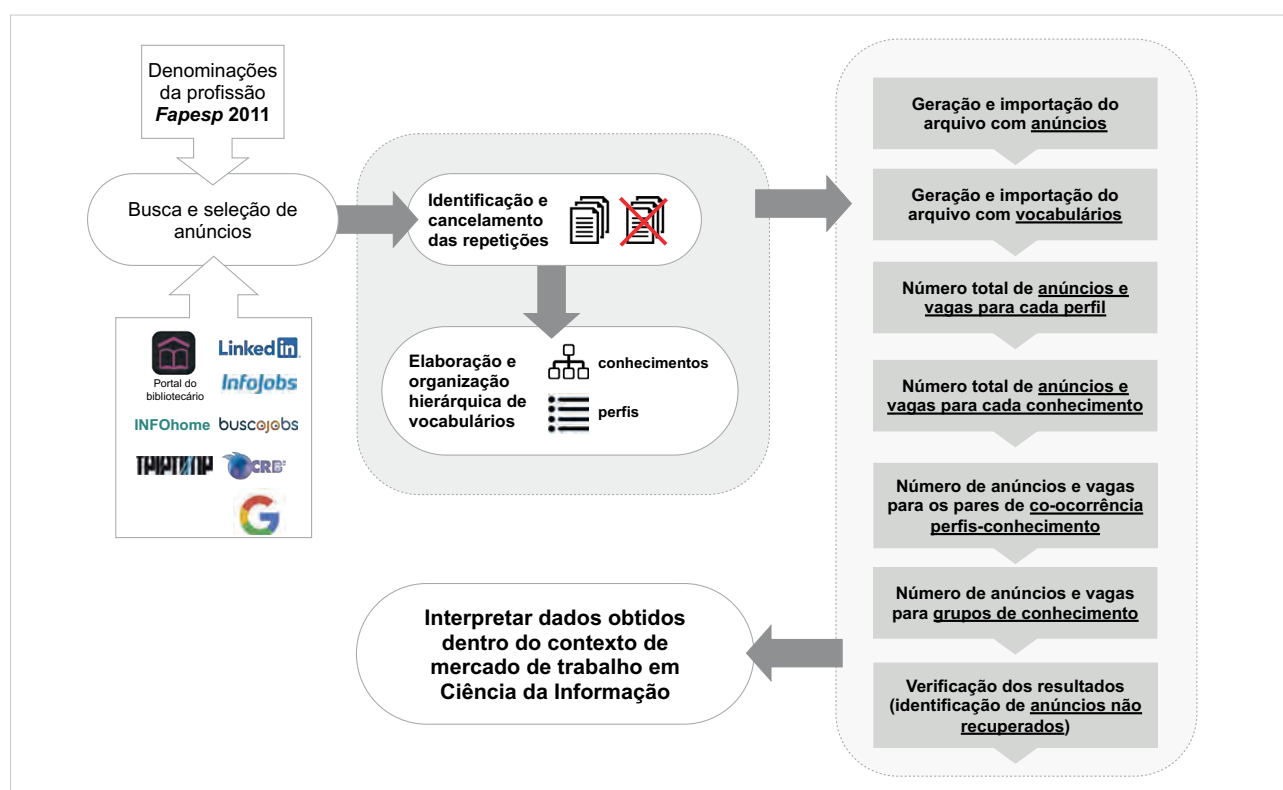 Denominações
da profissão
Fapesp 2011
Busca e seleção de
anúncios
Portal do
bibliotecário
Linked in
InfoJobs
INFOhome
buscojobs
CRB
G
Identificação e
cancelamento
das repetições
Elaboração e
organização
hierárquica de
vocabulários
conhecimentos
perfis
Geração e importação do
arquivo com anúncios
Geração e importação do
arquivo com vocabulários
Número total de anúncios e
vagas para cada perfil
Número total de anúncios e
vagas para cada conhecimento
Número de anúncios e vagas
para os pares de co-ocorrência
perfis-conhecimento
Número de anúncios e vagas
para grupos de conhecimento
Verificação dos resultados
(identificação de anúncios não
recuperados)
Interpretar dados obtidos
dentro do contexto de
mercado de trabalho em
Ciência da Informação